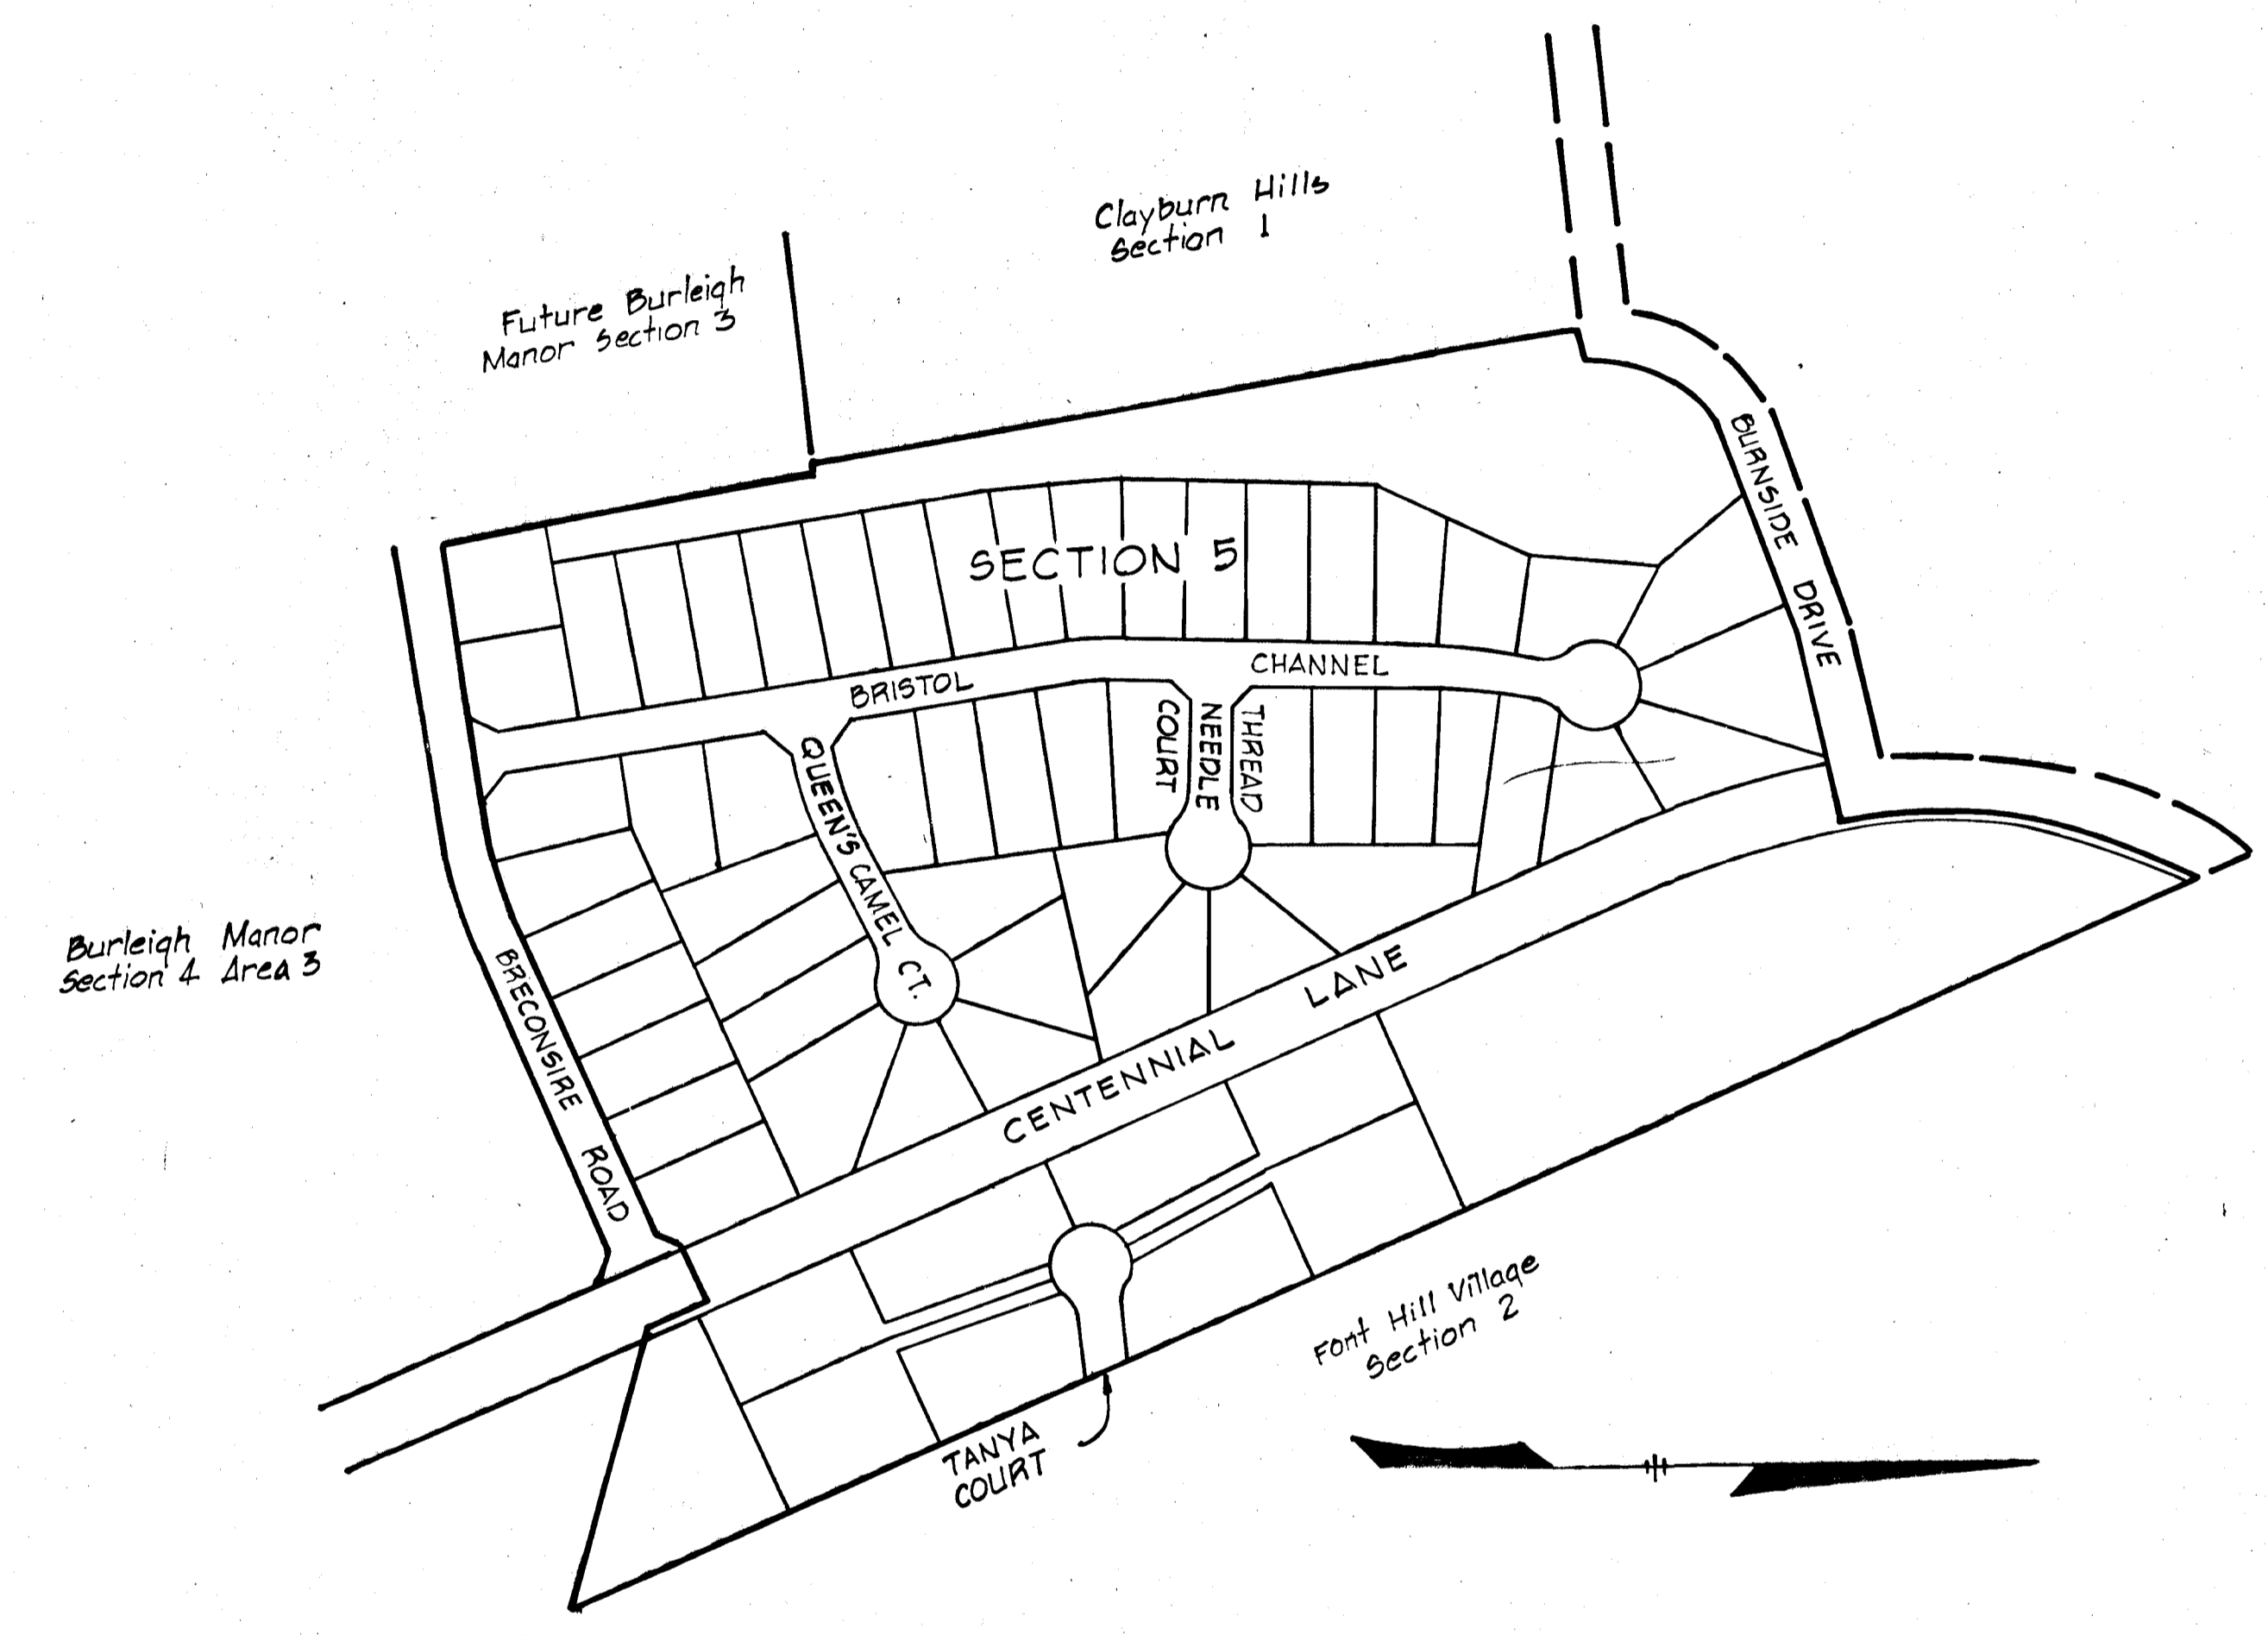 Clayburn Hills
Section 1
Future Burleigh
Manor Section 3
BURNSIDE DRIVE
SECTION 5
CHANNEL
BRISTOL
THREAD
NEEDLE
COURT
QUEEN'S CAMEL CT.
Burleigh Manor
Section 4 Area 3
BRECONSIRE ROAD
CENTENNIAL LANE
Font Hill Village
Section 2
TANYA
COURT